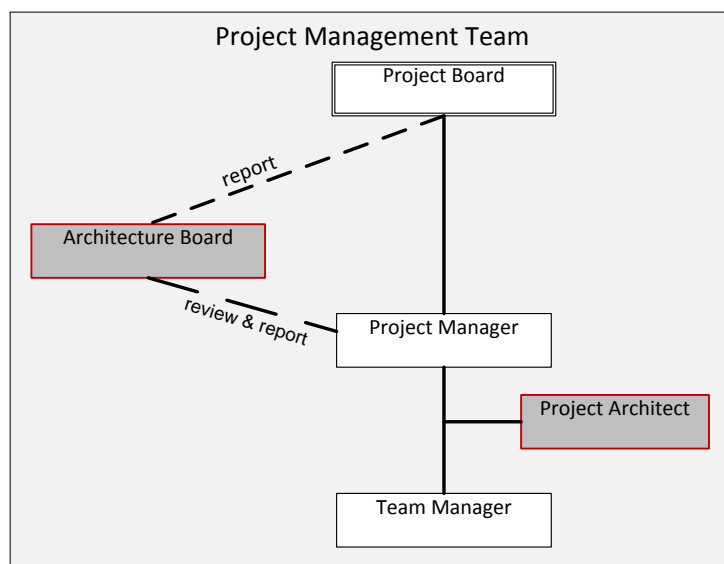 Project Management Team
Project Board
report
Architecture Board
review & report
Project Manager
Project Architect
Team Manager